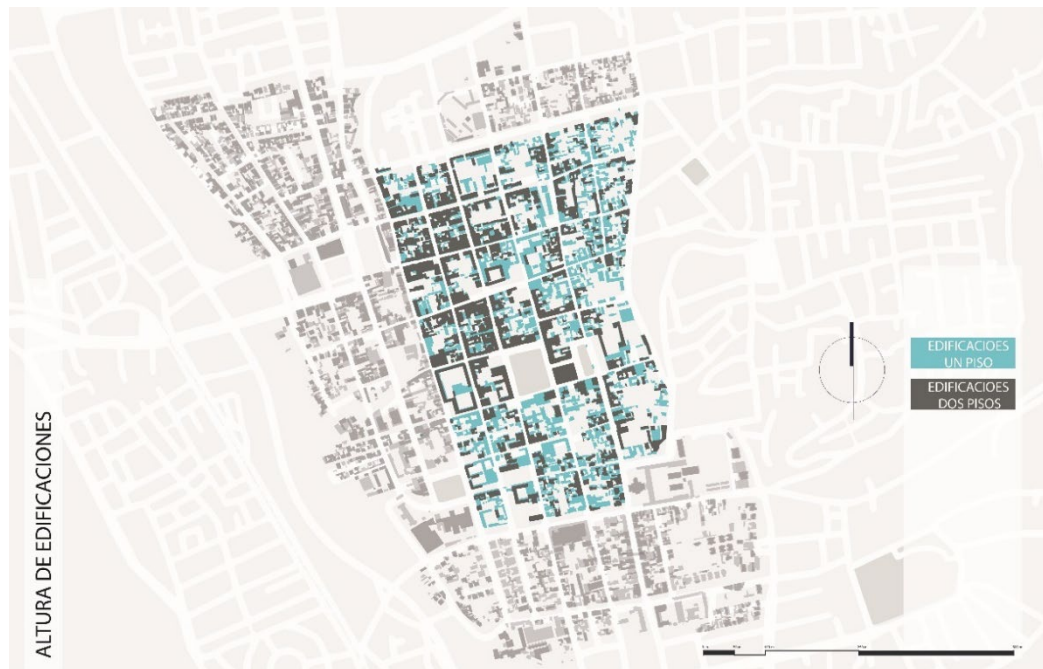 ALTURA DE EDIFICACIONES
EDIFICACIOES
UN PISO
EDIFICACIOES
DOS PISOS